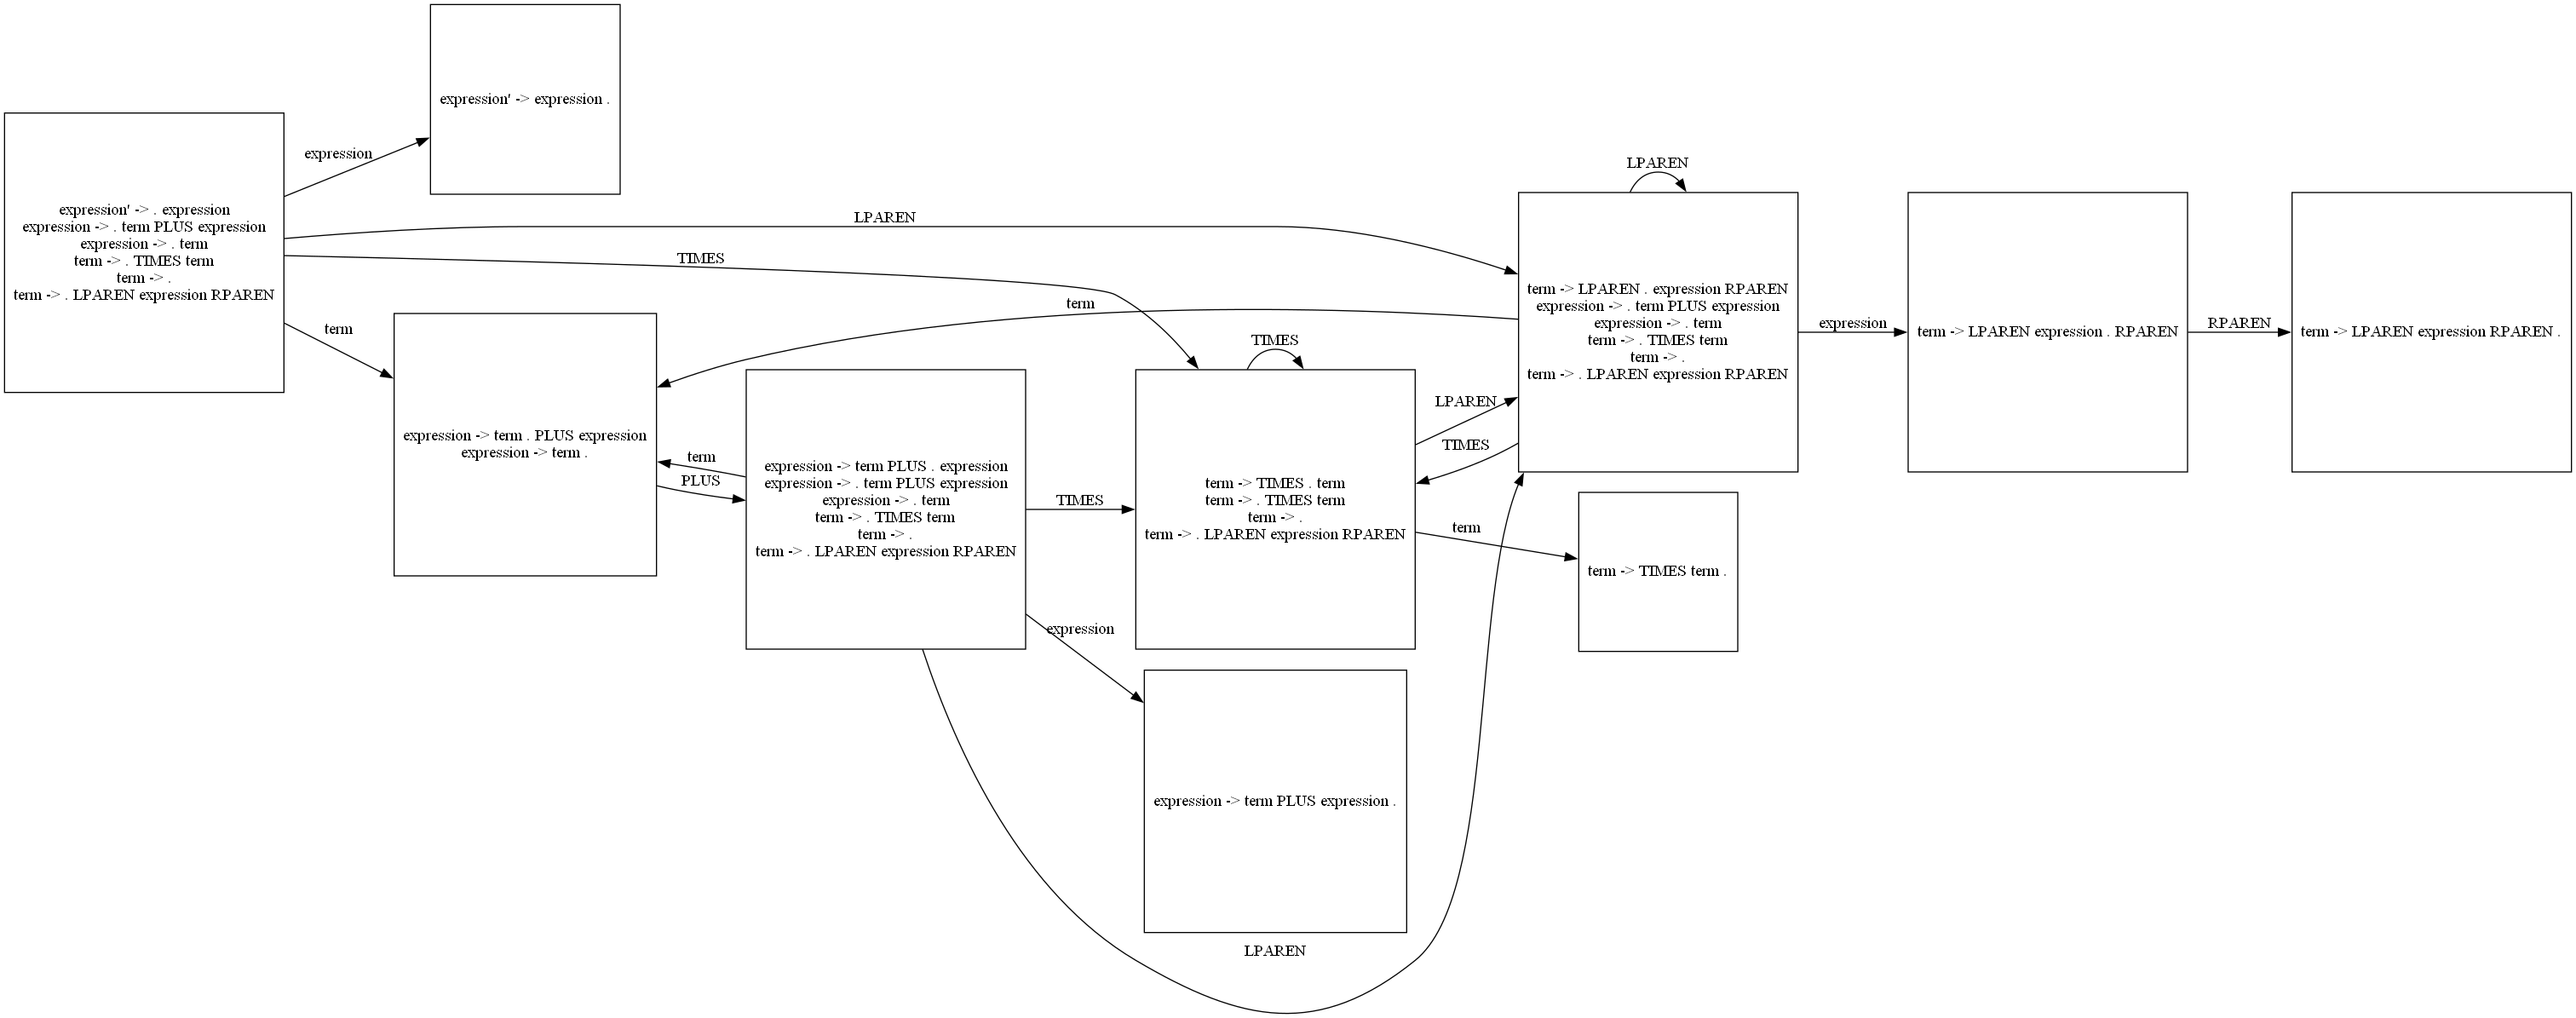 expression' -> expression .
expression
expression' -> . expression
expression -> . term PLUS expression
expression -> . term
term -> . TIMES term
term -> .
term -> . LPAREN expression RPAREN
LPAREN
TIMES
term
expression -> term . PLUS expression
expression -> term .
term
PLUS
expression -> term PLUS . expression
expression -> . term PLUS expression
expression -> . term
term -> . TIMES term
term -> .
term -> . LPAREN expression RPAREN
term
TIMES
expression
LPAREN
TIMES
term -> TIMES . term
term -> . TIMES term
term -> .
term -> . LPAREN expression RPAREN
expression -> term PLUS expression .
LPAREN
TIMES
term
LPAREN
term -> LPAREN . expression RPAREN
expression -> . term PLUS expression
expression -> . term
term -> . TIMES term
term -> .
term -> . LPAREN expression RPAREN
term -> TIMES term .
expression
term -> LPAREN expression . RPAREN
RPAREN
term -> LPAREN expression RPAREN .